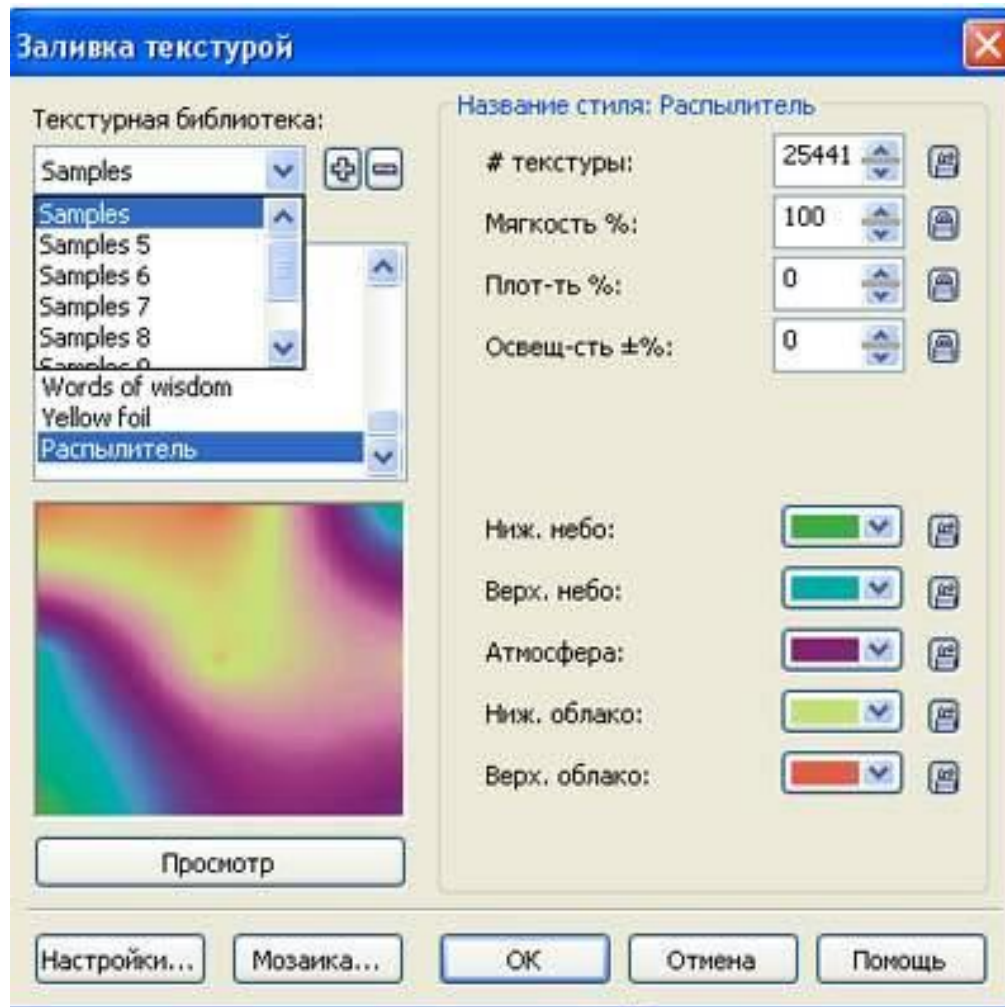 Заливка текстурой
Текстурная библиотека:
Samples
Samples
Samples 5
Samples 6
Samples 7
Samples 8
Words of wisdom
Yellow foil
Распылитель
Просмотр
Название стиля: Распылитель
# текстуры: 25441
Мягкость %: 100
Плот-ть %: 0
Освещ-сть ±%: 0
Ниж. небо:
Верх. небо:
Атмосфера:
Ниж. облако:
Верх. облако:
Настройки... Мозаика... ОК Отмена Помощь